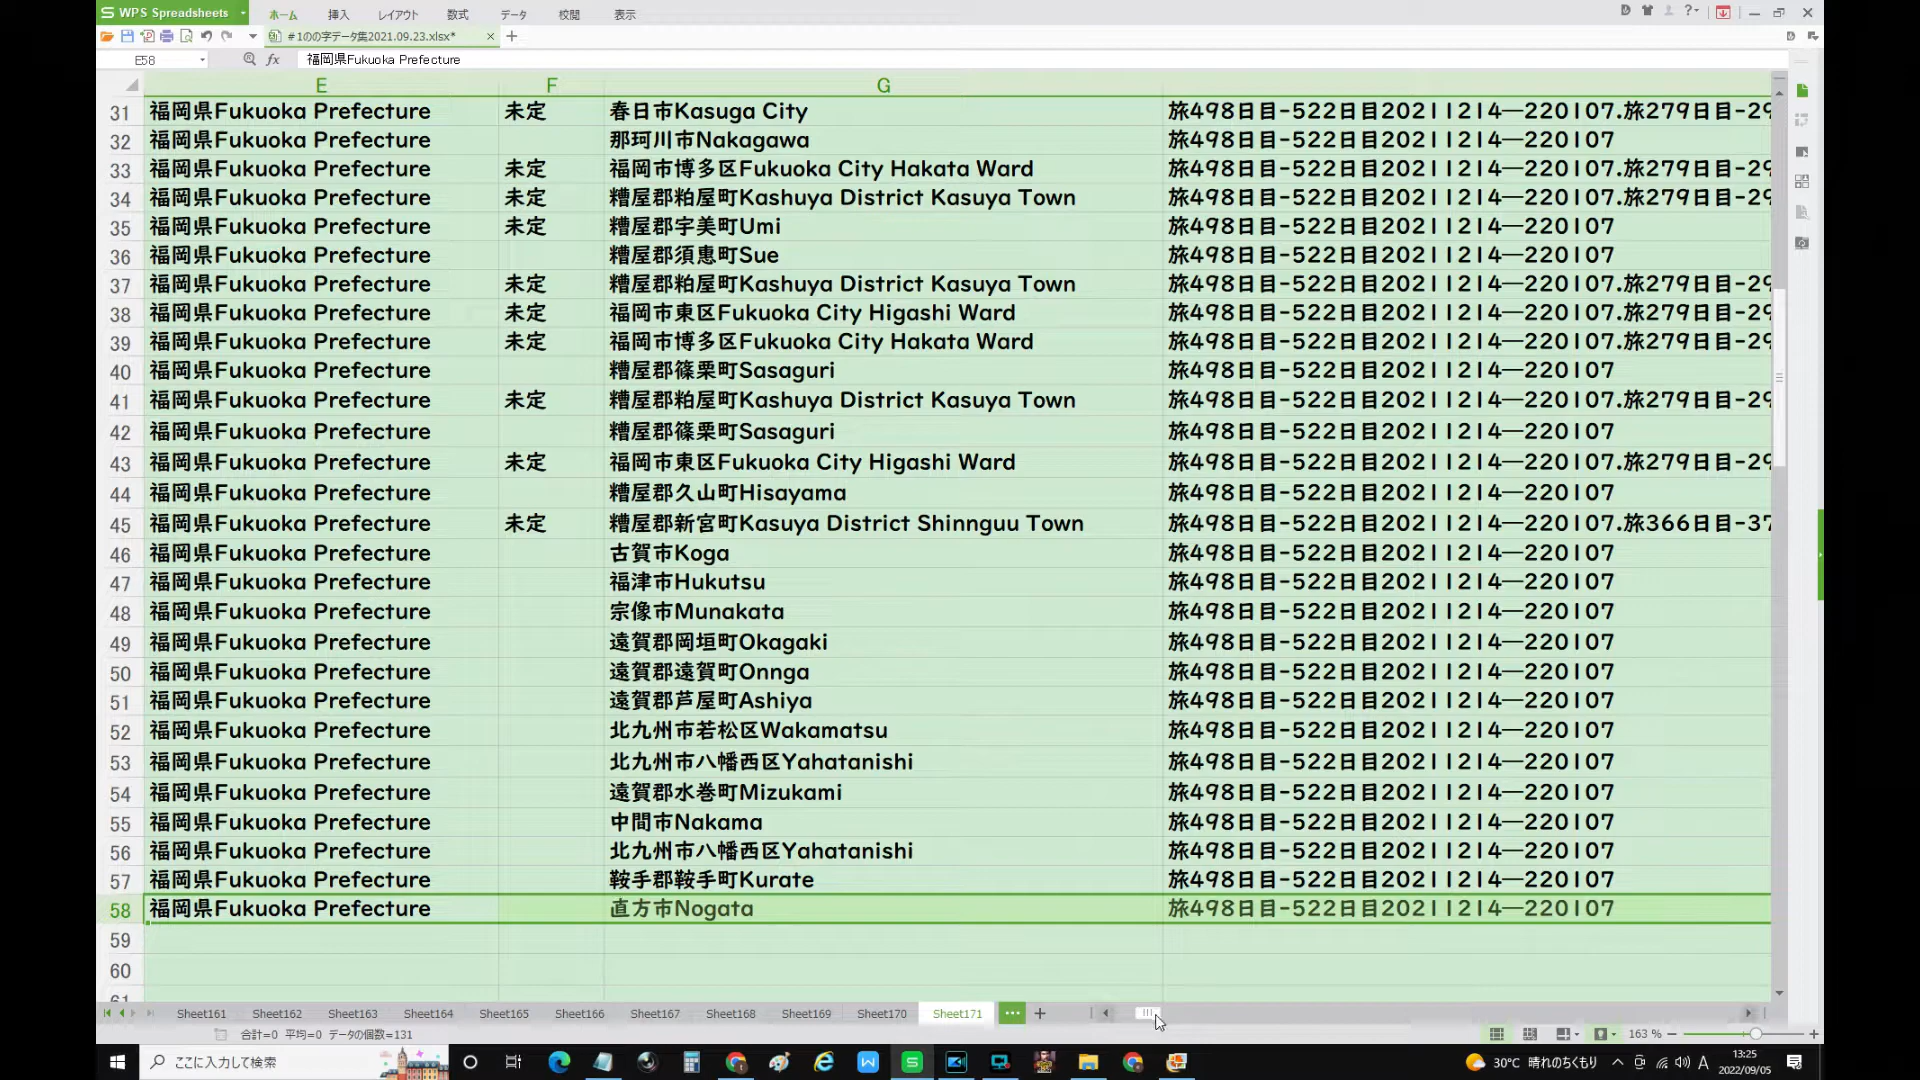 WPS Spreadsheets ホーム 挿入 レイアウト 数式 データ 校閲 表示
#1のの字データ集2021.09.23.xlsx*
E58 fx 福岡県Fukuoka Prefecture
E F G
31 福岡県Fukuoka Prefecture 未定 春日市Kasuga City 旅498日目-522日目20211214—220107.旅279日目-29
32 福岡県Fukuoka Prefecture 那珂川市Nakagawa 旅498日目-522日目20211214—220107
33 福岡県Fukuoka Prefecture 未定 福岡市博多区Fukuoka City Hakata Ward 旅498日目-522日目20211214—220107.旅279日目-29
34 福岡県Fukuoka Prefecture 未定 糟屋郡粕屋町Kashuya District Kasuya Town 旅498日目-522日目20211214—220107.旅279日目-29
35 福岡県Fukuoka Prefecture 未定 糟屋郡宇美町Umi 旅498日目-522日目20211214—220107
36 福岡県Fukuoka Prefecture 糟屋郡須恵町Sue 旅498日目-522日目20211214—220107
37 福岡県Fukuoka Prefecture 未定 糟屋郡粕屋町Kashuya District Kasuya Town 旅498日目-522日目20211214—220107.旅279日目-29
38 福岡県Fukuoka Prefecture 未定 福岡市東区Fukuoka City Higashi Ward 旅498日目-522日目20211214—220107.旅279日目-29
39 福岡県Fukuoka Prefecture 未定 福岡市博多区Fukuoka City Hakata Ward 旅498日目-522日目20211214—220107.旅279日目-29
40 福岡県Fukuoka Prefecture 糟屋郡篠栗町Sasaguri 旅498日目-522日目20211214—220107
41 福岡県Fukuoka Prefecture 未定 糟屋郡粕屋町Kashuya District Kasuya Town 旅498日目-522日目20211214—220107.旅279日目-29
42 福岡県Fukuoka Prefecture 糟屋郡篠栗町Sasaguri 旅498日目-522日目20211214—220107
43 福岡県Fukuoka Prefecture 未定 福岡市東区Fukuoka City Higashi Ward 旅498日目-522日目20211214—220107.旅279日目-29
44 福岡県Fukuoka Prefecture 糟屋郡久山町Hisayama 旅498日目-522日目20211214—220107
45 福岡県Fukuoka Prefecture 未定 糟屋郡新宮町Kasuya District Shinnguu Town 旅498日目-522日目20211214—220107.旅366日目-37
46 福岡県Fukuoka Prefecture 古賀市Koga 旅498日目-522日目20211214—220107
47 福岡県Fukuoka Prefecture 福津市Hukutsu 旅498日目-522日目20211214—220107
48 福岡県Fukuoka Prefecture 宗像市Munakata 旅498日目-522日目20211214—220107
49 福岡県Fukuoka Prefecture 遠賀郡岡垣町Okagaki 旅498日目-522日目20211214—220107
50 福岡県Fukuoka Prefecture 遠賀郡遠賀町Onnga 旅498日目-522日目20211214—220107
51 福岡県Fukuoka Prefecture 遠賀郡芦屋町Ashiya 旅498日目-522日目20211214—220107
52 福岡県Fukuoka Prefecture 北九州市若松区Wakamatsu 旅498日目-522日目20211214—220107
53 福岡県Fukuoka Prefecture 北九州市八幡西区Yahatanishi 旅498日目-522日目20211214—220107
54 福岡県Fukuoka Prefecture 遠賀郡水巻町Mizukami 旅498日目-522日目20211214—220107
55 福岡県Fukuoka Prefecture 中間市Nakama 旅498日目-522日目20211214—220107
56 福岡県Fukuoka Prefecture 北九州市八幡西区Yahatanishi 旅498日目-522日目20211214—220107
57 福岡県Fukuoka Prefecture 鞍手郡鞍手町Kurate 旅498日目-522日目20211214—220107
58 福岡県Fukuoka Prefecture 直方市Nogata 旅498日目-522日目20211214—220107
59
60
61
Sheet161 Sheet162 Sheet163 Sheet164 Sheet165 Sheet166 Sheet167 Sheet168 Sheet169 Sheet170 Sheet171
合計=0 平均=0 データの個数=131 163 %
ここに入力して検索 30°C 晴れのちくもり A 13:25
2022/09/05